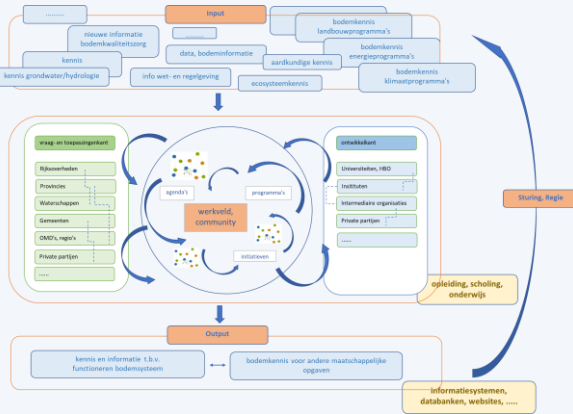 .........
Input
nieuwe informatie
bodemkwaliteitszorg
.........
bodemkennis
landbouwprogramma's
kennis
data, bodeminformatie
bodemkennis
energieprogramma's
aardkundige kennis
kennis grondwater/hydrologie
info wet- en regelgeving
ecosysteemkennis
bodemkennis
klimaatprogramma's
vraag- en toepassingenkant
Rijksoverheden
Provincies
Waterschappen
Gemeenten
OMD's, regio's
Private partijen
......
agenda's
programma's
werkveld,
community
initiatieven
ontwikkelkant
Universiteiten, HBO
Instituten
Intermediaire organisaties
Private partijen
......
Sturing, Regie
opleiding, scholing,
onderwijs
Output
kennis en informatie t.b.v.
functioneren bodemsysteem
bodemkennis voor andere maatschappelijke
opgaven
informatiesystemen,
databanken, websites, .....